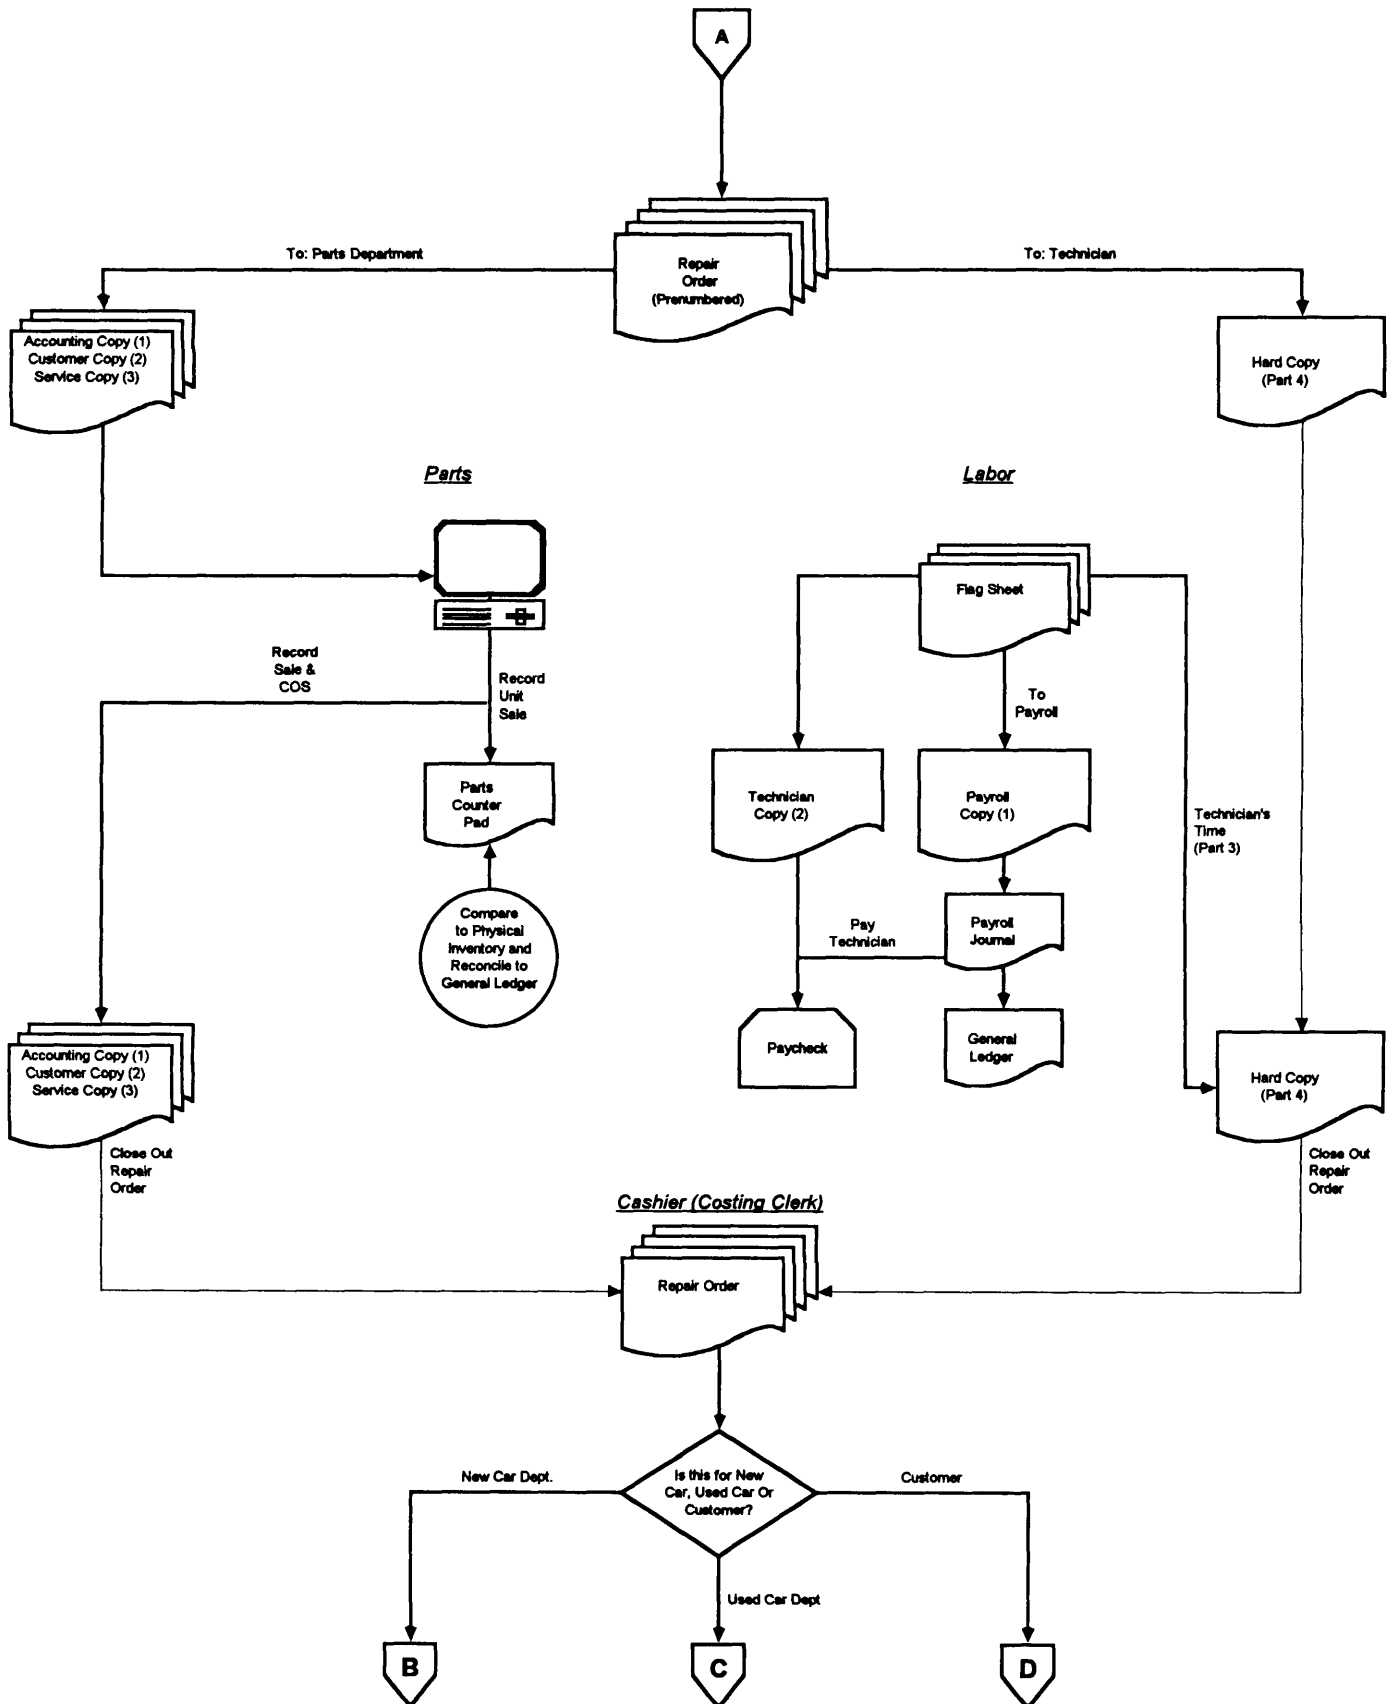 A
To: Parts Department
Repair
Order
(Prenumbered)
To: Technician
Accounting Copy (1)
Customer Copy (2)
Service Copy (3)
Hard Copy
(Part 4)
Parts
Labor
Flag Sheet
Record
Sale &
COS
Record
Unit
Sale
To
Payroll
Parts
Counter
Pad
Technician
Copy (2)
Payroll
Copy (1)
Technician's
Time
(Part 3)
Compare
to Physical
Inventory and
Reconcile to
General Ledger
Pay
Technician
Payroll
Journal
Paycheck
General
Ledger
Accounting Copy (1)
Customer Copy (2)
Service Copy (3)
Hard Copy
(Part 4)
Close Out
Repair
Order
Close Out
Repair
Order
Cashier (Costing Clerk)
Repair Order
New Car Dept.
Is this for New
Car, Used Car Or
Customer?
Customer
Used Car Dept
B
C
D